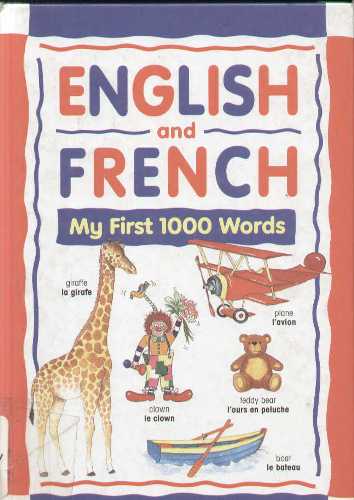 ENGLISH
and
FRENCH
My First 1000 Words
giraffe
la girafe
plane
l'avion
clown
le clown
teddy bear
l'ours en peluche
boat
le bateau